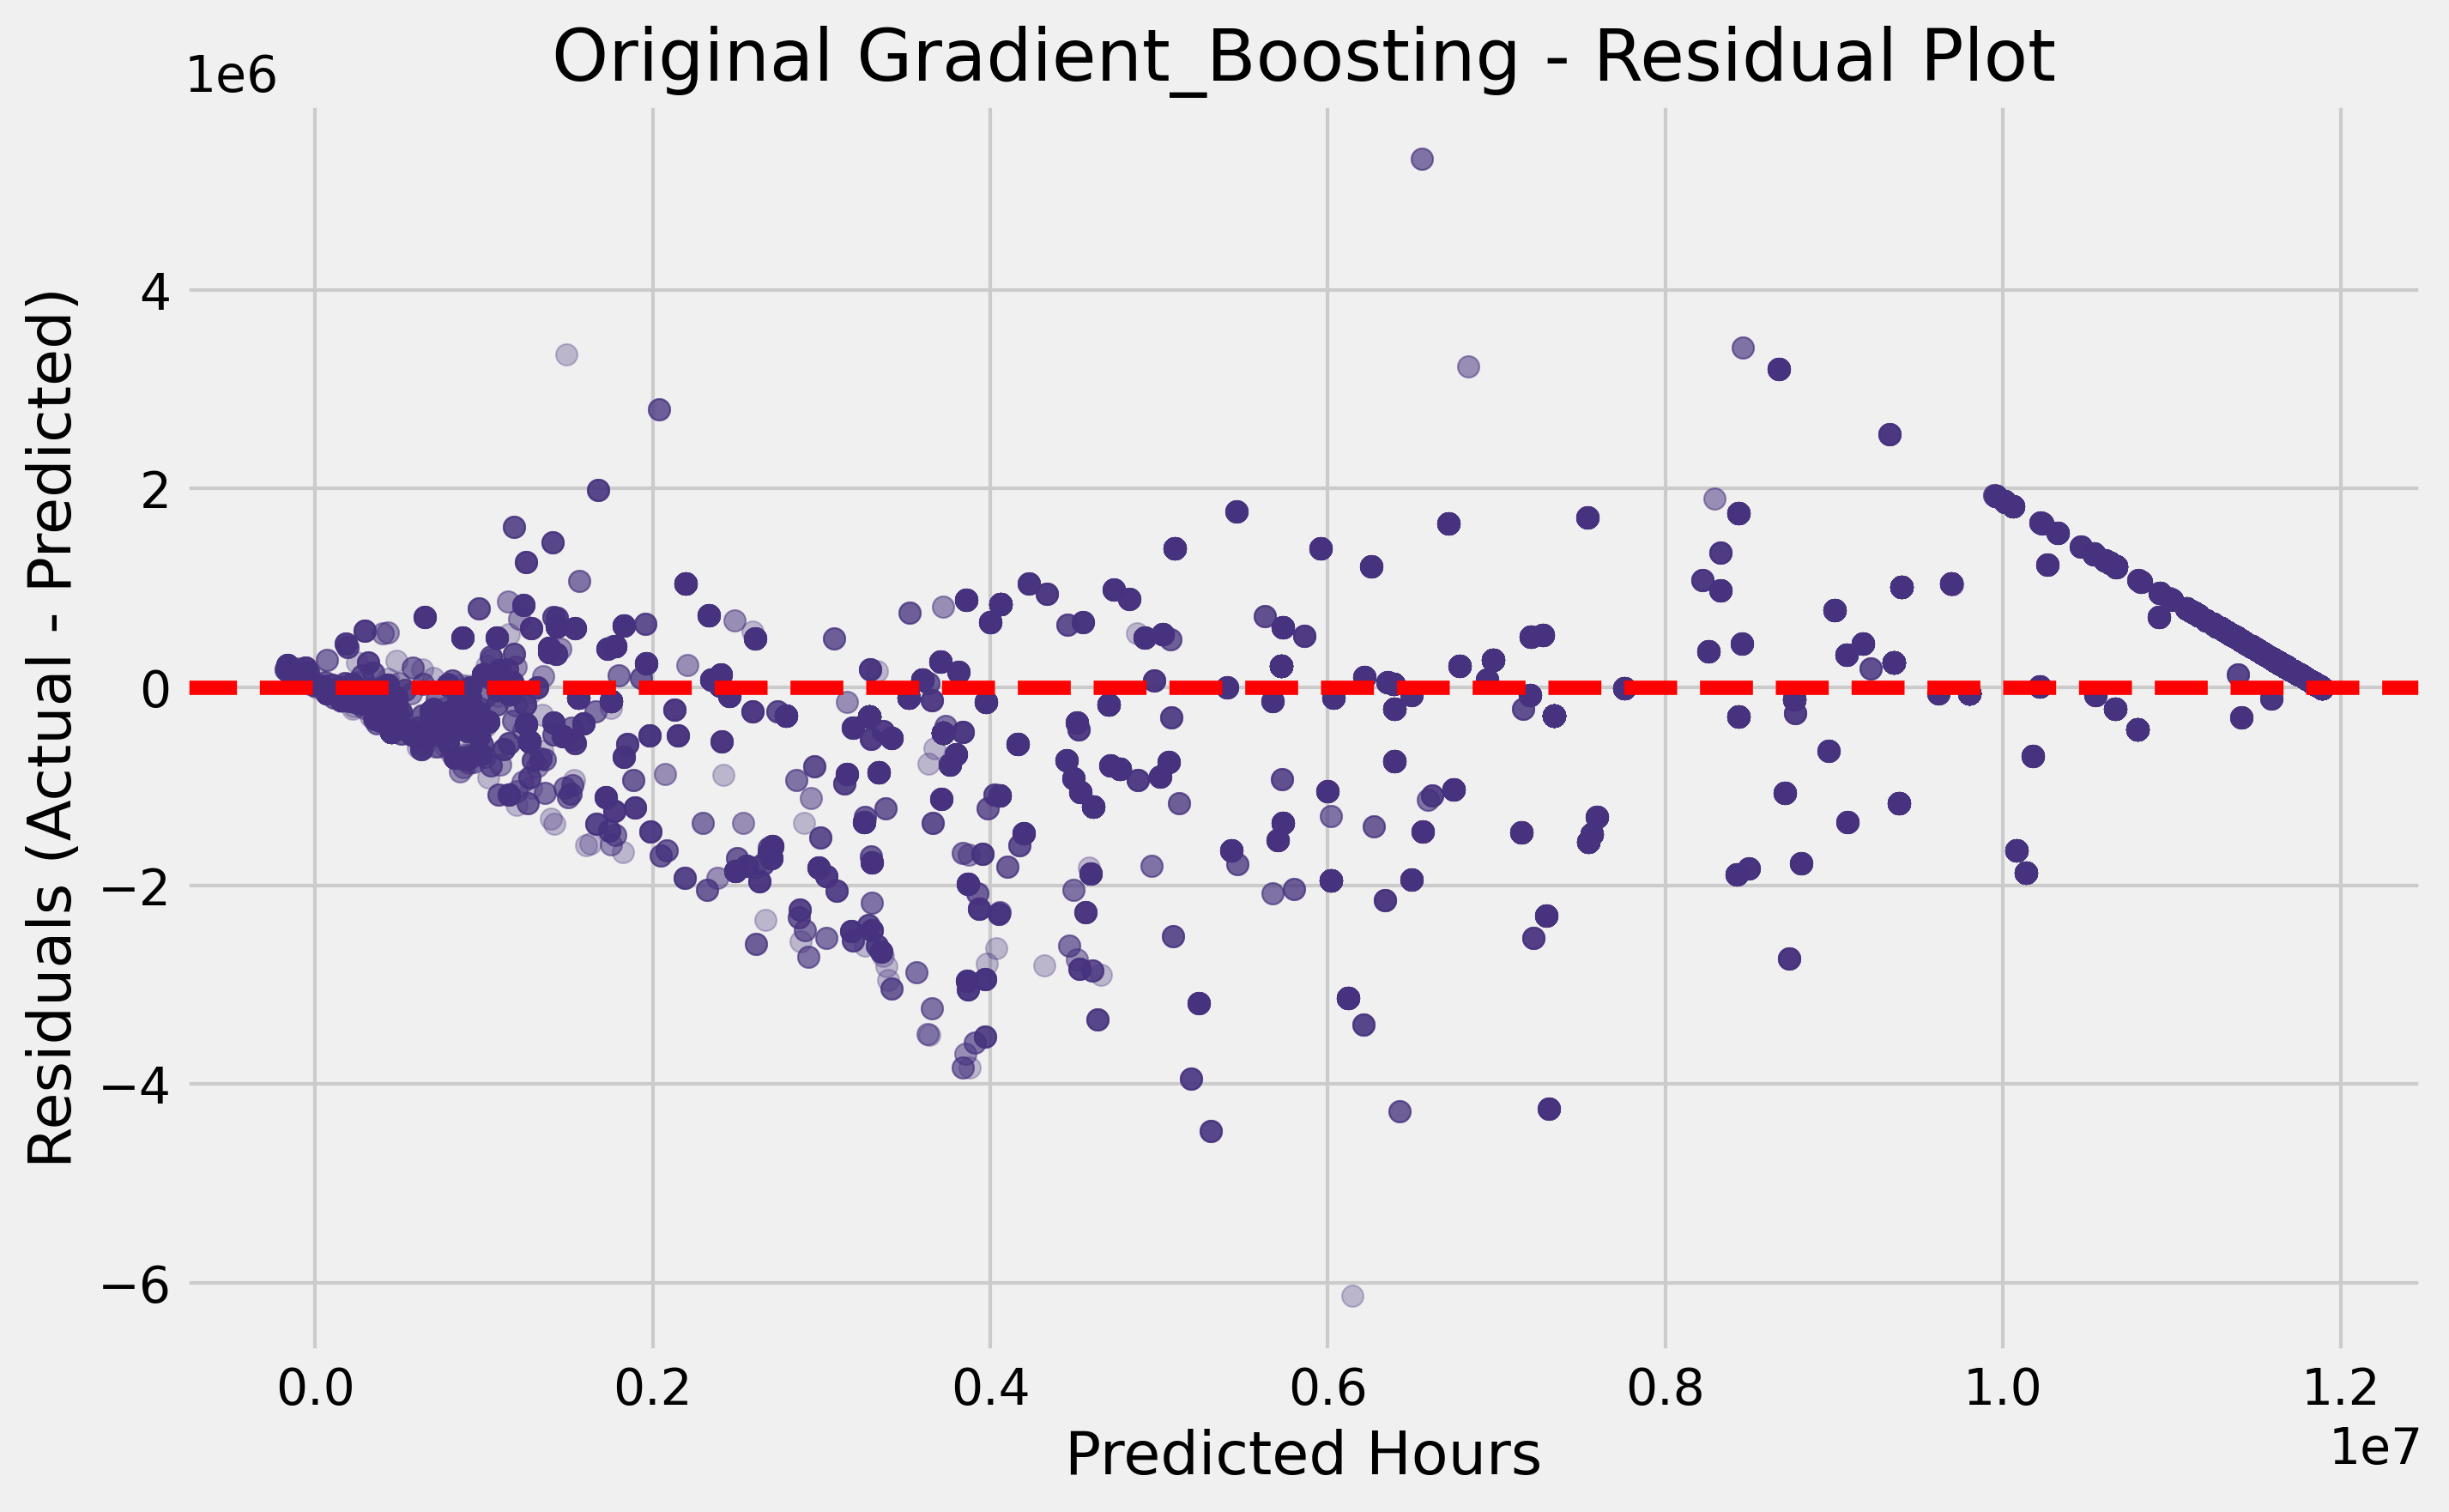 Original Gradient_Boosting - Residual Plot
1e6
4
2
0
−2
−4
−6
Residuals (Actual - Predicted)
0.0 0.2 0.4 0.6 0.8 1.0 1.2
1e7
Predicted Hours